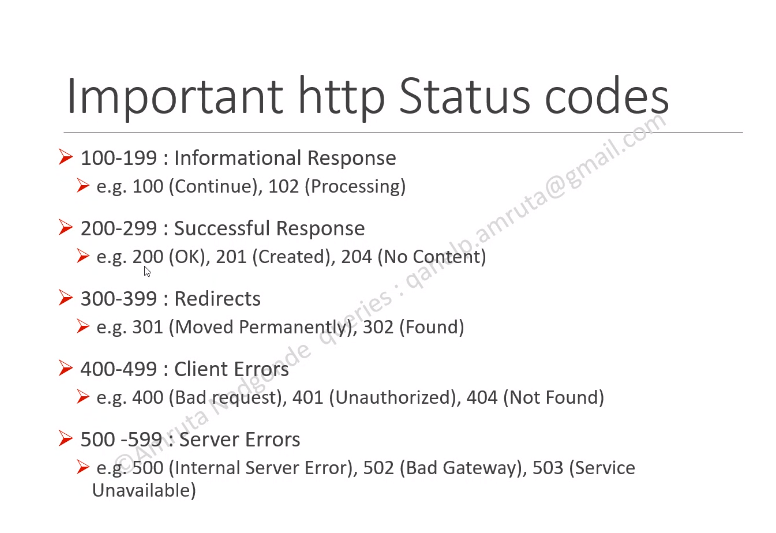 Important http Status codes
100-199 : Informational Response
e.g. 100 (Continue), 102 (Processing)
200-299 : Successful Response
e.g. 200 (OK), 201 (Created), 204 (No Content)
300-399 : Redirects
e.g. 301 (Moved Permanently), 302 (Found)
400-499 : Client Errors
e.g. 400 (Bad request), 401 (Unauthorized), 404 (Not Found)
500 -599 : Server Errors
e.g. 500 (Internal Server Error), 502 (Bad Gateway), 503 (Service
Unavailable)
©Amruta queries : amruta@gmail.com